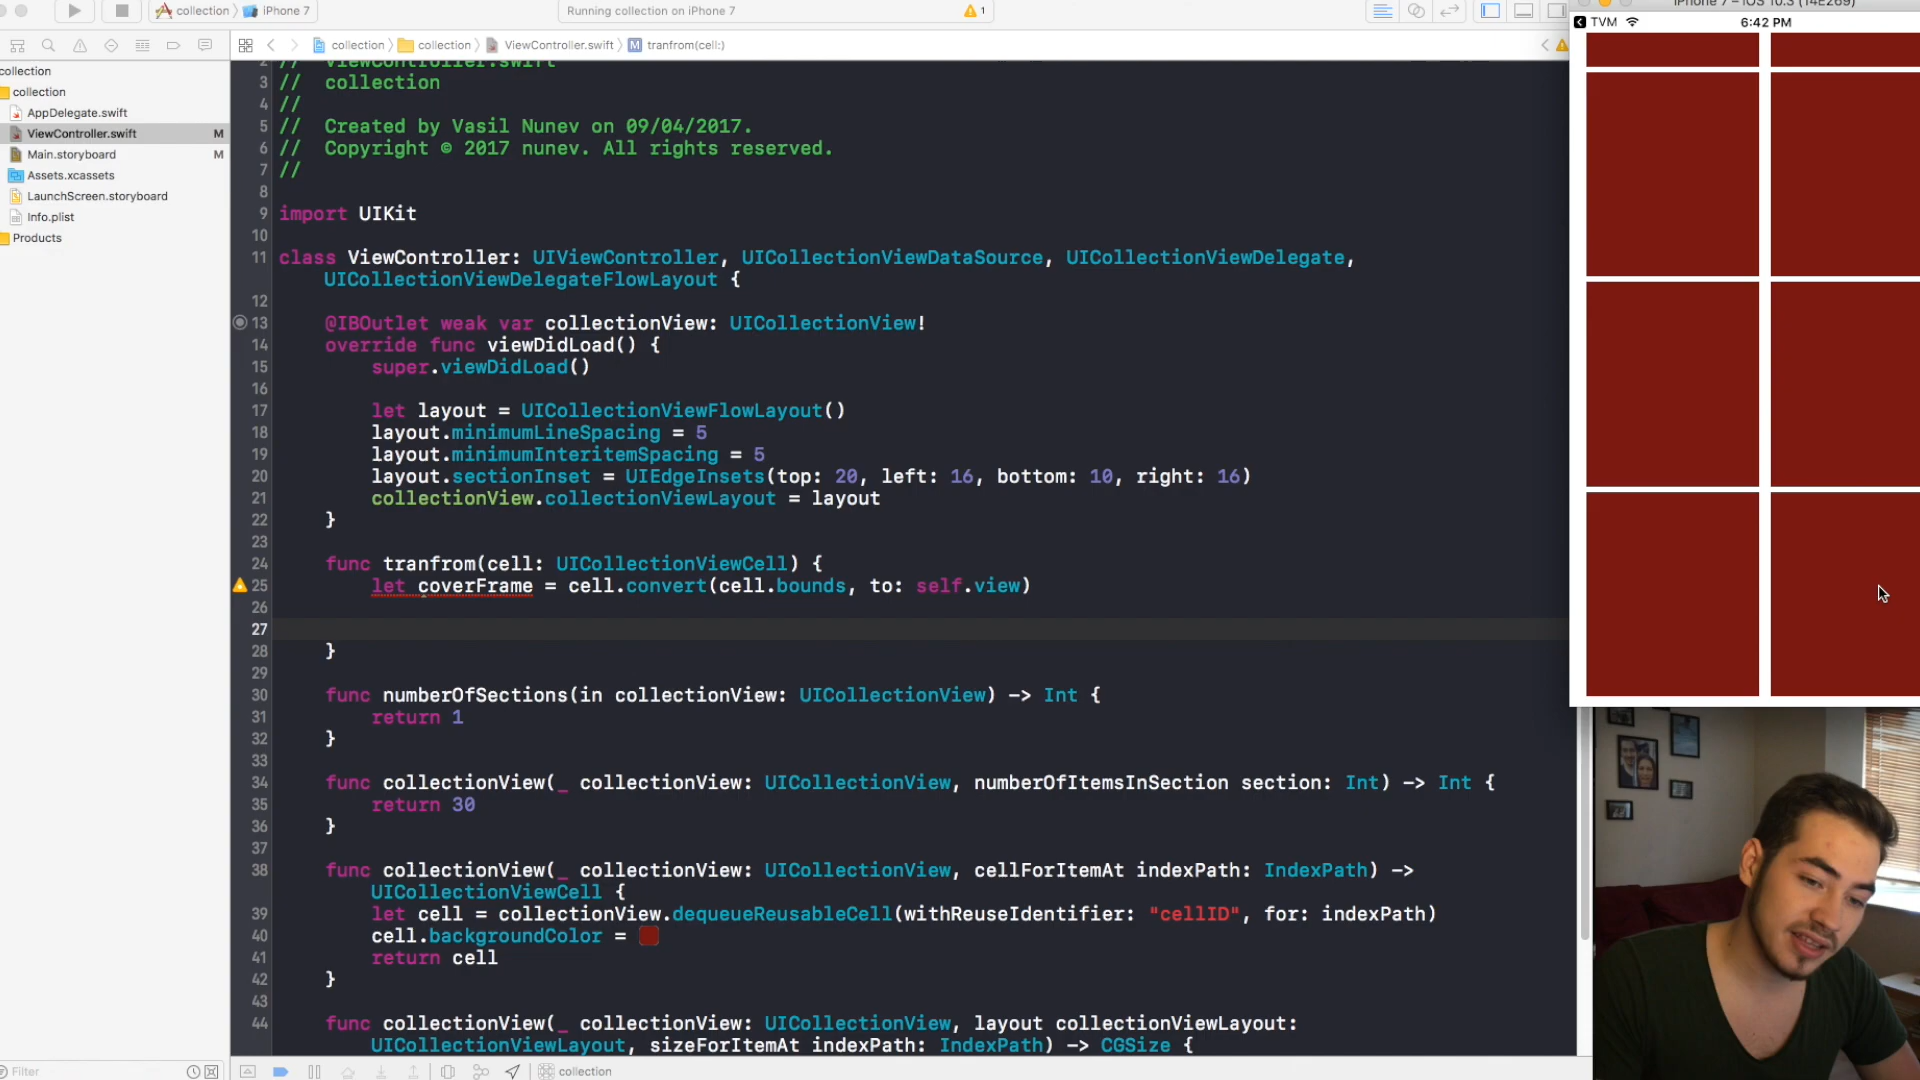 collection
iPhone 7
Running collection on iPhone 7
1
iPhone 7 – iOS 10.3 (14E269)
TVM
6:42 PM
collection
collection
ViewController.swift
M
tranfrom(cell:)
collection
collection
AppDelegate.swift
ViewController.swift
M
Main.storyboard
M
Assets.xcassets
LaunchScreen.storyboard
Info.plist
Products
Filter
2 // ViewController.swift
3 // collection
4 //
5 // Created by Vasil Nunev on 09/04/2017.
6 // Copyright © 2017 nunev. All rights reserved.
7 //
8
9 import UIKit
10
11 class ViewController: UIViewController, UICollectionViewDataSource, UICollectionViewDelegate,
UICollectionViewDelegateFlowLayout {
12
13 @IBOutlet weak var collectionView: UICollectionView!
14 override func viewDidLoad() {
15 super.viewDidLoad()
16
17 let layout = UICollectionViewFlowLayout()
18 layout.minimumLineSpacing = 5
19 layout.minimumInteritemSpacing = 5
20 layout.sectionInset = UIEdgeInsets(top: 20, left: 16, bottom: 10, right: 16)
21 collectionView.collectionViewLayout = layout
22 }
23
24 func tranfrom(cell: UICollectionViewCell) {
25 let coverFrame = cell.convert(cell.bounds, to: self.view)
26
27
28 }
29
30 func numberOfSections(in collectionView: UICollectionView) -> Int {
31 return 1
32 }
33
34 func collectionView(_ collectionView: UICollectionView, numberOfItemsInSection section: Int) -> Int {
35 return 30
36 }
37
38 func collectionView(_ collectionView: UICollectionView, cellForItemAt indexPath: IndexPath) ->
UICollectionViewCell {
39 let cell = collectionView.dequeueReusableCell(withReuseIdentifier: "cellID", for: indexPath)
40 cell.backgroundColor =
41 return cell
42 }
43
44 func collectionView(_ collectionView: UICollectionView, layout collectionViewLayout:
UICollectionViewLayout, sizeForItemAt indexPath: IndexPath) -> CGSize {
collection